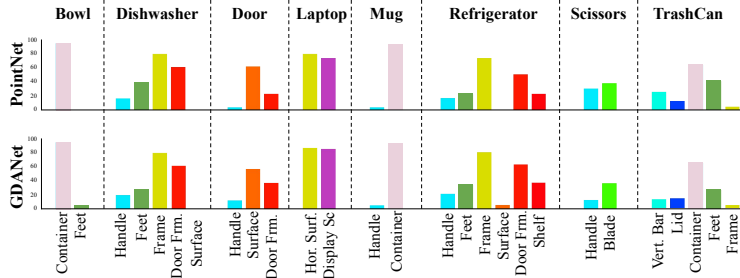 Bowl Dishwasher Door Laptop Mug Refrigerator Scissors TrashCan
PointNet
100
80
60
40
20
0
GDANet
100
80
60
40
20
0
Container
Feet
Handle
Feet
Frame
Door Frm.
Surface
Handle
Surface
Door Frm.
Hor. Surf.
Display Sc
Handle
Container
Handle
Feet
Frame
Surface
Door Frm.
Shelf
Handle
Blade
Vert. Bar
Lid
Container
Feet
Frame